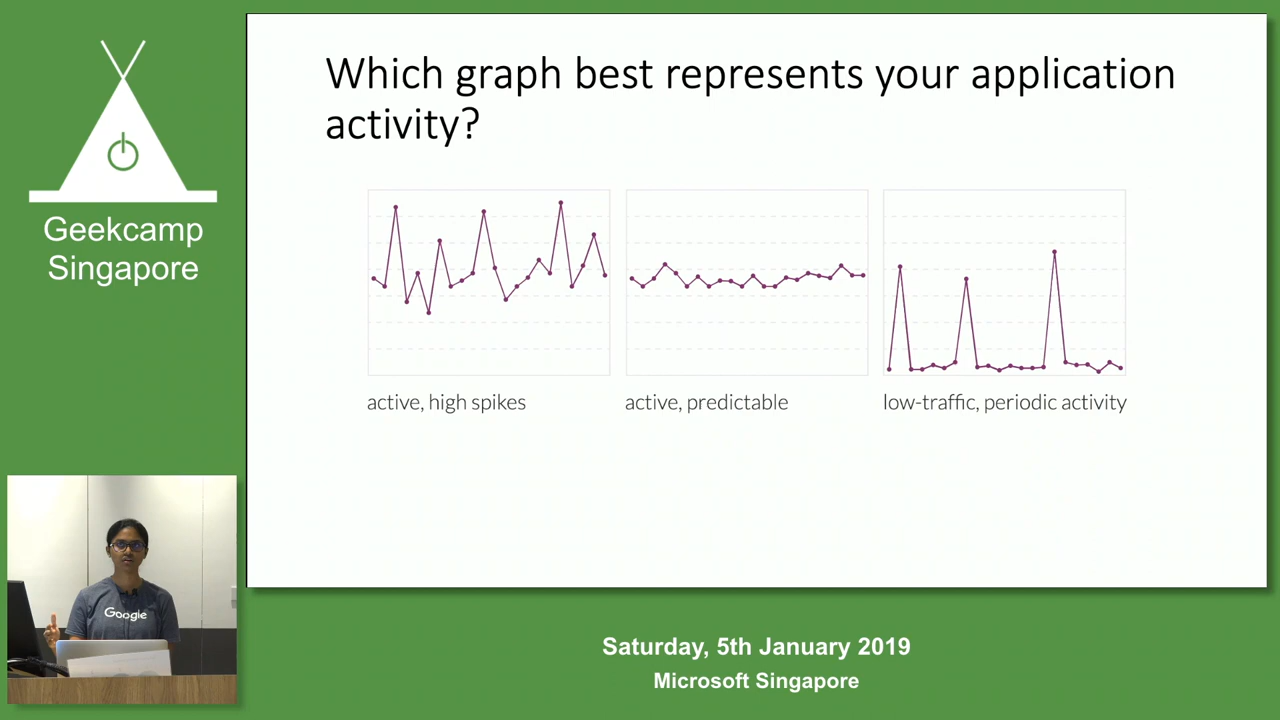 Geekcamp
Singapore
Which graph best represents your application
activity?
active, high spikes
active, predictable
low-traffic, periodic activity
Google
Saturday, 5th January 2019
Microsoft Singapore